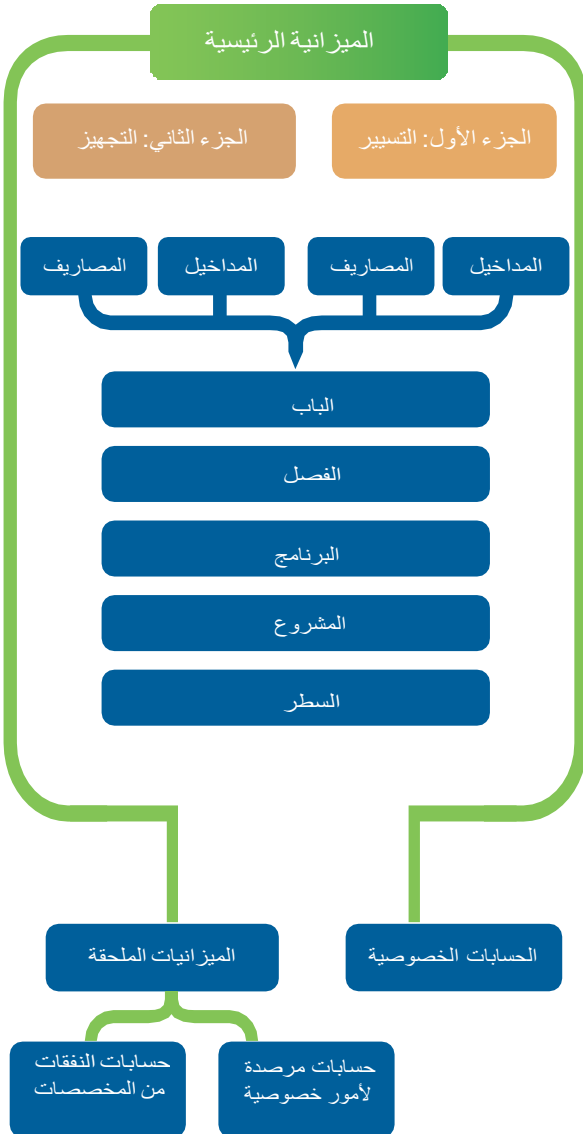 الميزانية الرئيسية
الجزء الأول: التسيير
الجزء الثاني: التجهيز
المداخيل
المصاريف
المداخيل
المصاريف
الباب
الفصل
البرنامج
المشروع
السطر
الحسابات الخصوصية
الميزانيات الملحقة
حسابات مرصدة
لأمور خصوصية
حسابات النفقات
من المخصصات